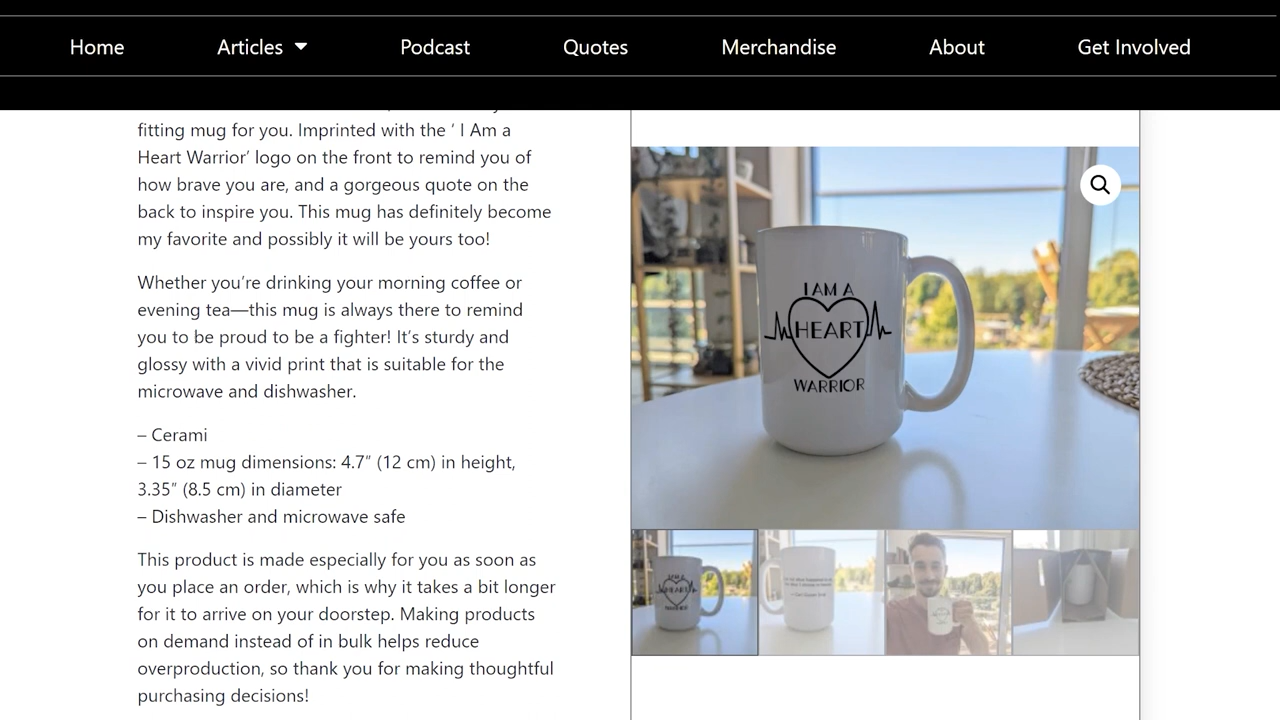 Home
Articles
Podcast
Quotes
Merchandise
About
Get Involved
fitting mug for you. Imprinted with the ‘ I Am a
Heart Warrior’ logo on the front to remind you of
how brave you are, and a gorgeous quote on the
back to inspire you. This mug has definitely become
my favorite and possibly it will be yours too!
Whether you’re drinking your morning coffee or
evening tea—this mug is always there to remind
you to be proud to be a fighter! It’s sturdy and
glossy with a vivid print that is suitable for the
microwave and dishwasher.
– Cerami
– 15 oz mug dimensions: 4.7″ (12 cm) in height,
3.35″ (8.5 cm) in diameter
– Dishwasher and microwave safe
This product is made especially for you as soon as
you place an order, which is why it takes a bit longer
for it to arrive on your doorstep. Making products
on demand instead of in bulk helps reduce
overproduction, so thank you for making thoughtful
purchasing decisions!
I AM A
HEART
WARRIOR
I AM A
HEART
WARRIOR